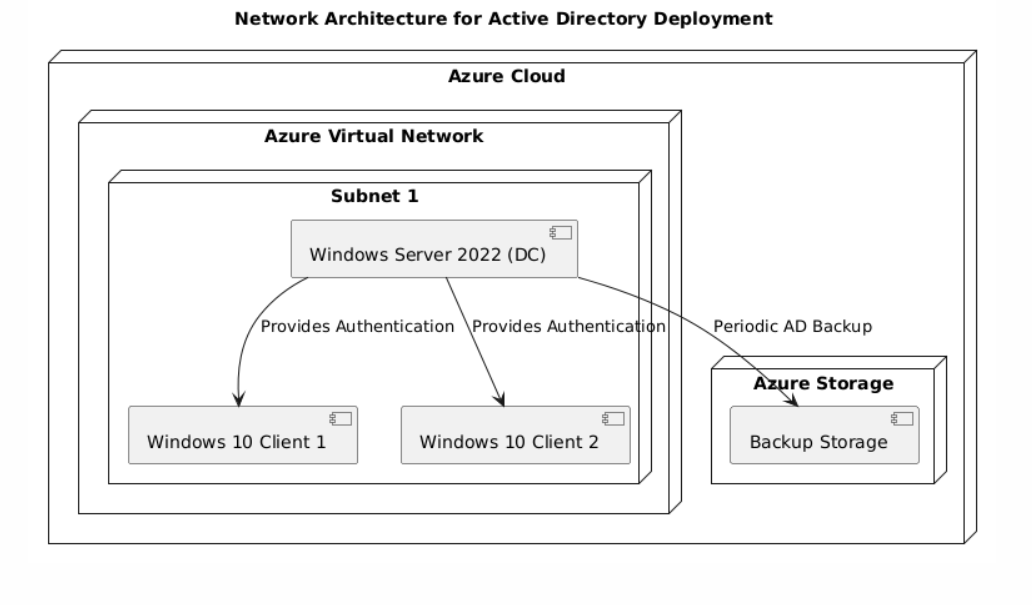 Network Architecture for Active Directory Deployment
Azure Cloud
Azure Virtual Network
Subnet 1
Windows Server 2022 (DC)
Provides Authentication
Provides Authentication
Periodic AD Backup
Azure Storage
Windows 10 Client 1
Windows 10 Client 2
Backup Storage